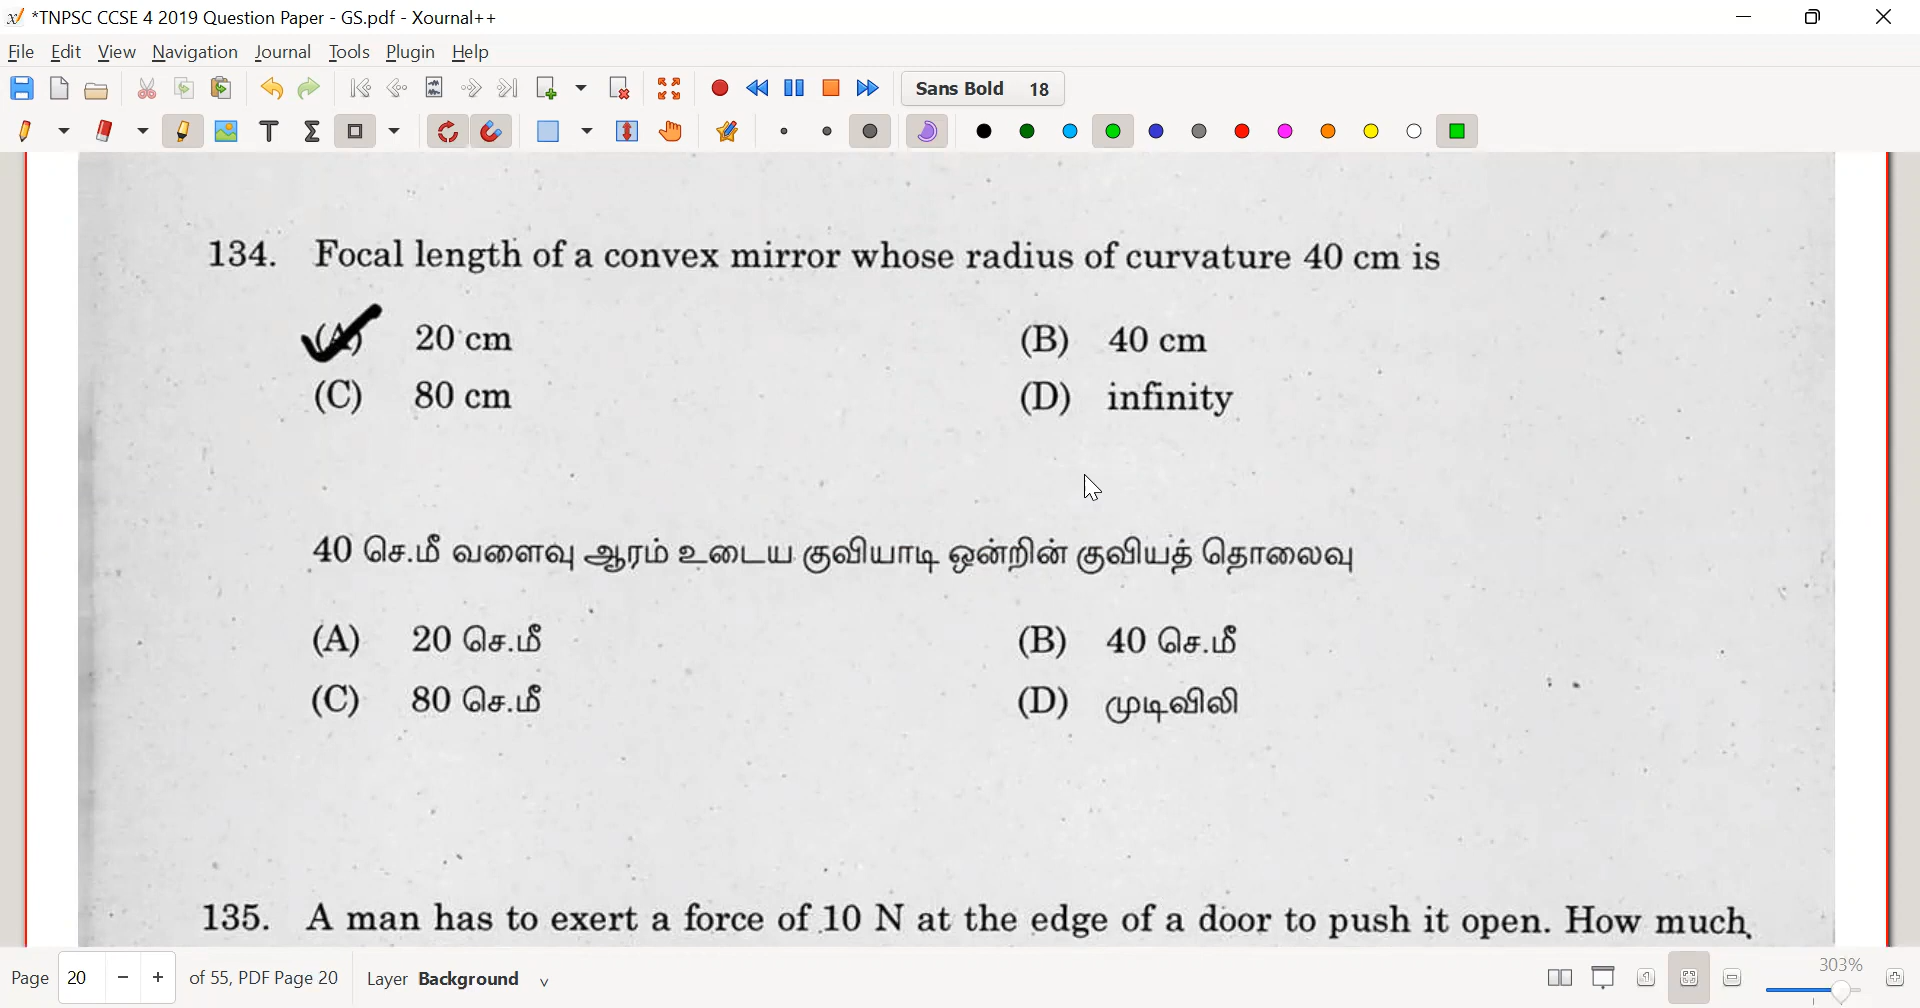 *TNPSC CCSE 4 2019 Question Paper - GS.pdf - Xournal++
File Edit View Navigation Journal Tools Plugin Help
Sans Bold 18
134. Focal length of a convex mirror whose radius of curvature 40 cm is
(A) 20 cm (B) 40 cm
(C) 80 cm (D) infinity
40 செ.மீ வளைவு ஆரம் உடைய குவியாடி ஒன்றின் குவியத் தொலைவு
(A) 20 செ.மீ (B) 40 செ.மீ
(C) 80 செ.மீ (D) முடிவிலி
135. A man has to exert a force of 10 N at the edge of a door to push it open. How much
Page 20 of 55, PDF Page 20 Layer Background 303%